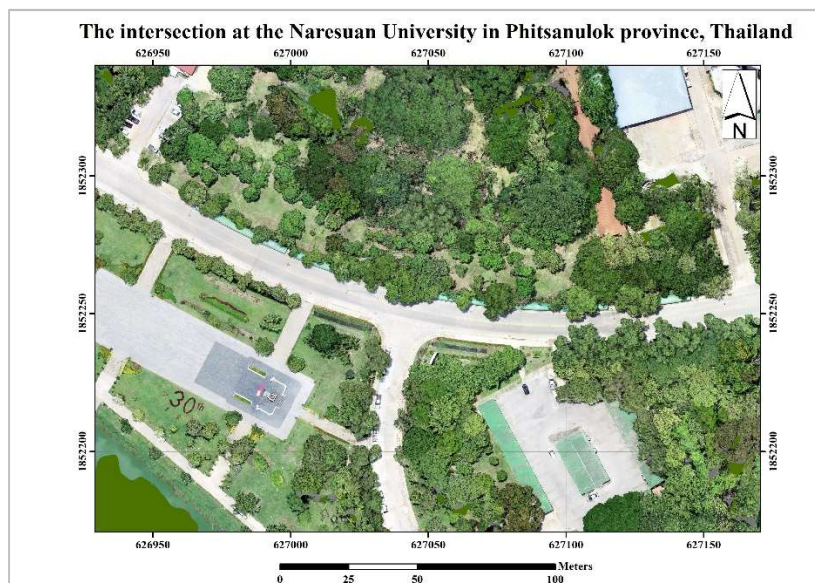 The intersection at the Naresuan University in Phitsanulok province, Thailand
626950 627000 627050 627100 627150
N
1852300 1852300
1852250 1852250
30th
1852200 1852200
626950 627000 627050 627100 627150
Meters
0 25 50 100